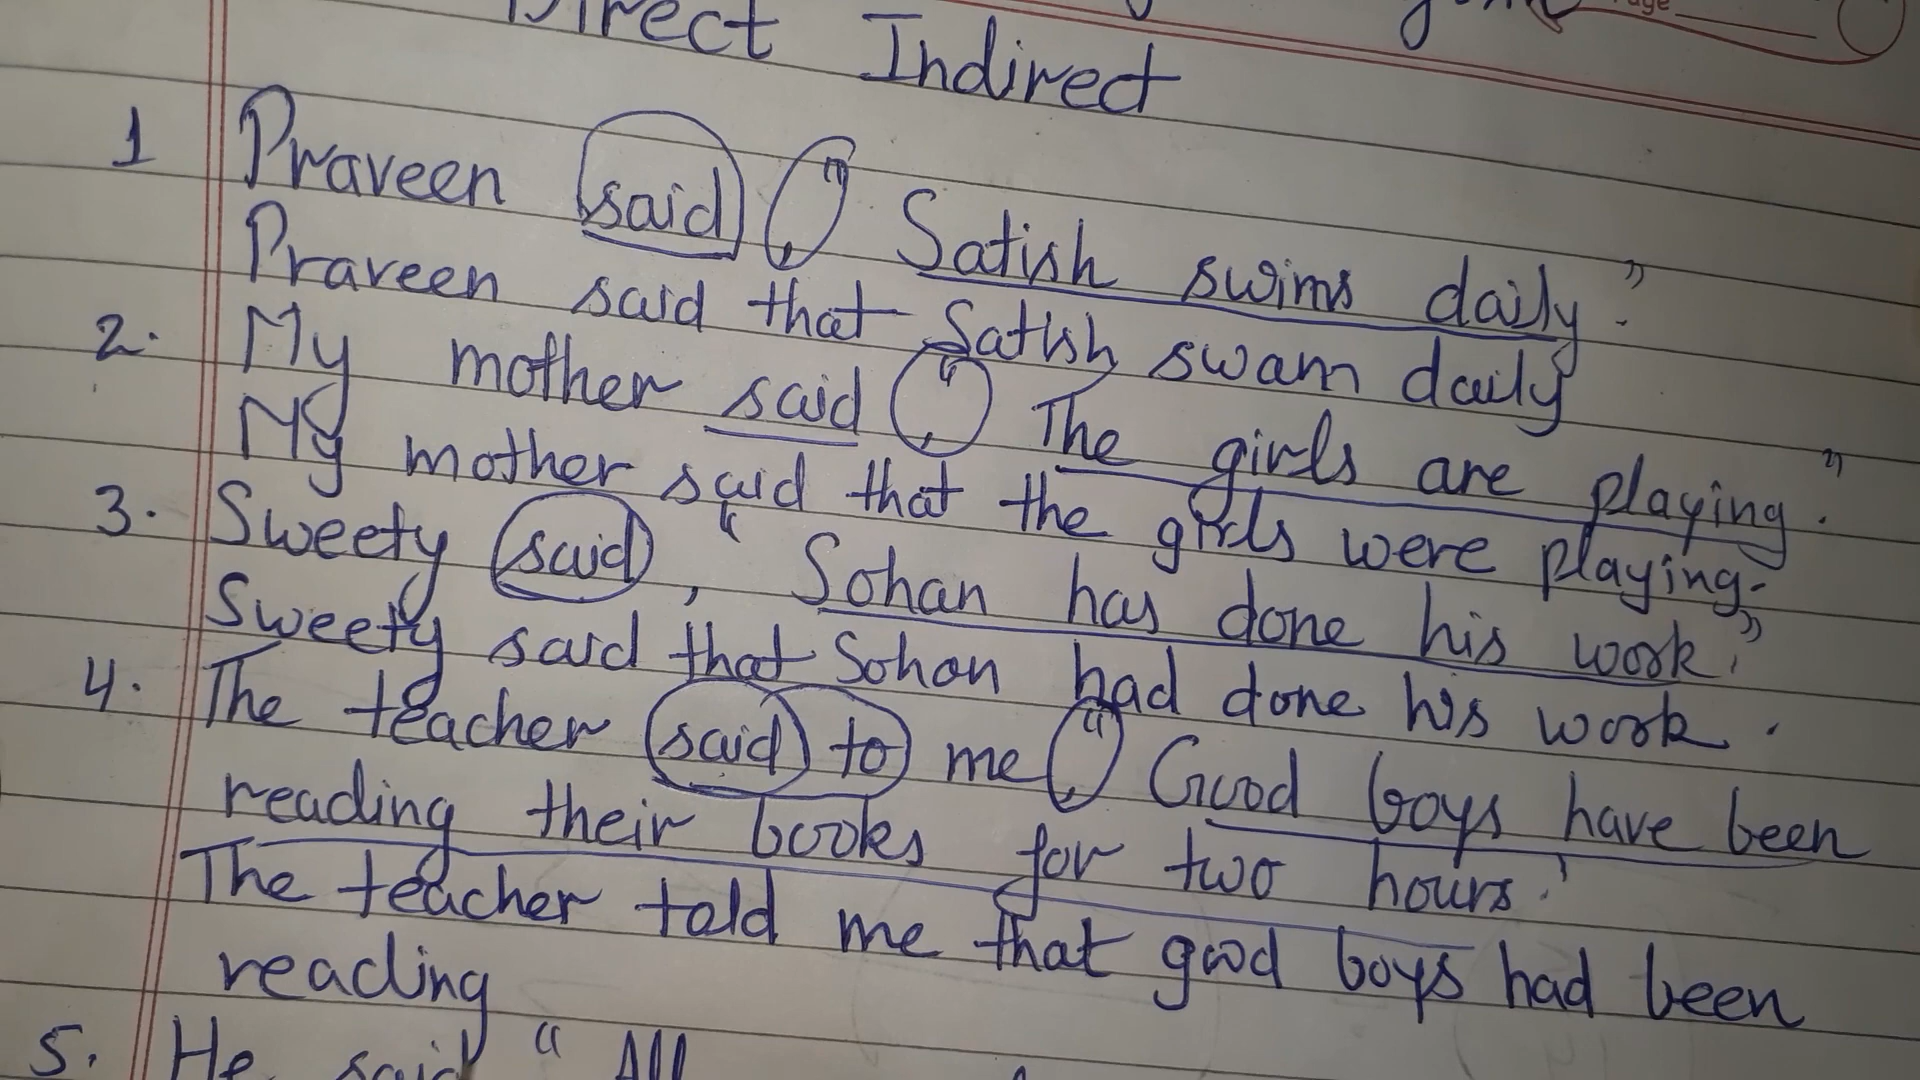 Direct Indirect
1 Praveen said, " Satish swims daily."
Praveen said that Satish swam daily
2. My mother said, " The girls are playing."
My mother said that the girls were playing.
3. Sweety said, " Sohan has done his work."
Sweety said that Sohan had done his work.
4. The teacher said to me, " Good boys have been
reading their books for two hours.'
The teacher told me that good boys had been
reading
5. He said " All